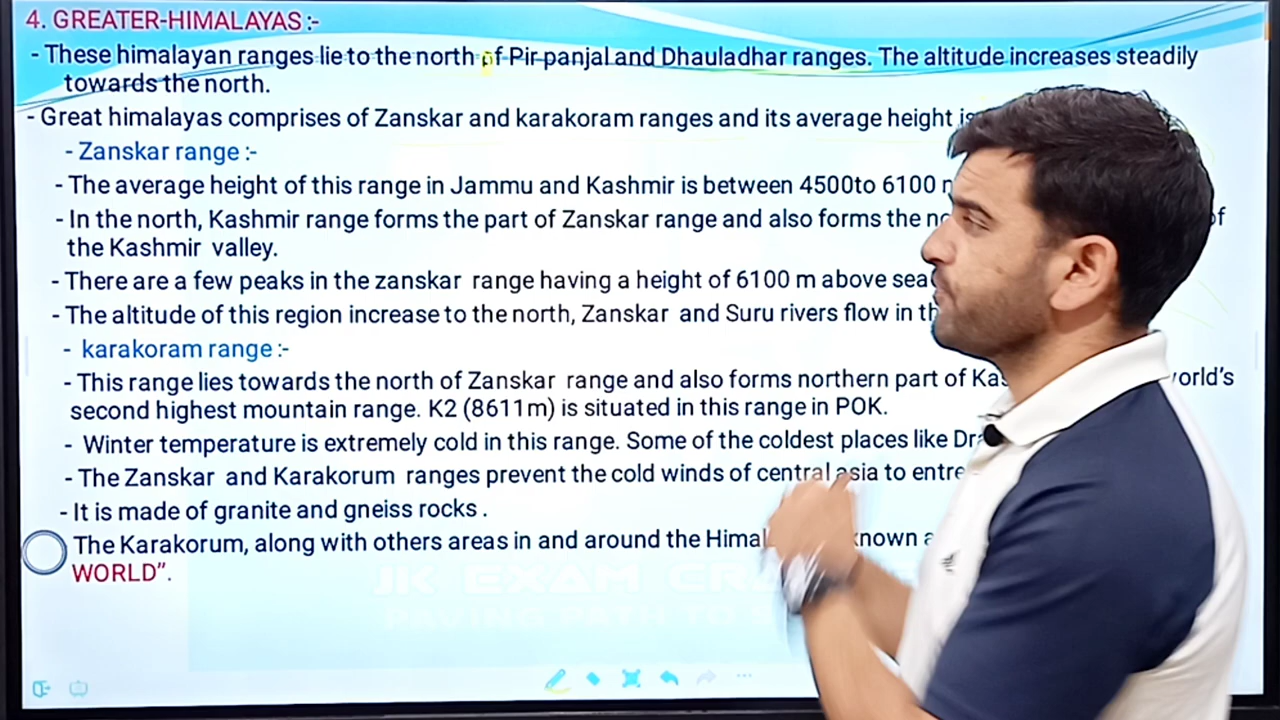 4. GREATER-HIMALAYAS :-
- These himalayan ranges lie to the north of Pir panjal and Dhauladhar ranges. The altitude increases steadily
towards the north.
- Great himalayas comprises of Zanskar and karakoram ranges and its average height is
- Zanskar range :-
- The average height of this range in Jammu and Kashmir is between 4500to 6100
- In the north, Kashmir range forms the part of Zanskar range and also forms the of
the Kashmir valley.
- There are a few peaks in the zanskar range having a height of 6100 m above sea
- The altitude of this region increase to the north, Zanskar and Suru rivers flow in
- karakoram range :-
- This range lies towards the north of Zanskar range and also forms northern part of
second highest mountain range. K2 (8611m) is situated in this range in POK.
- Winter temperature is extremely cold in this range. Some of the coldest places like
- The Zanskar and Karakorum ranges prevent the cold winds of central asia to entre
- It is made of granite and gneiss rocks .
The Karakorum, along with others areas in and around the
WORLD”.
JK EXAM
PAVING PATH TO